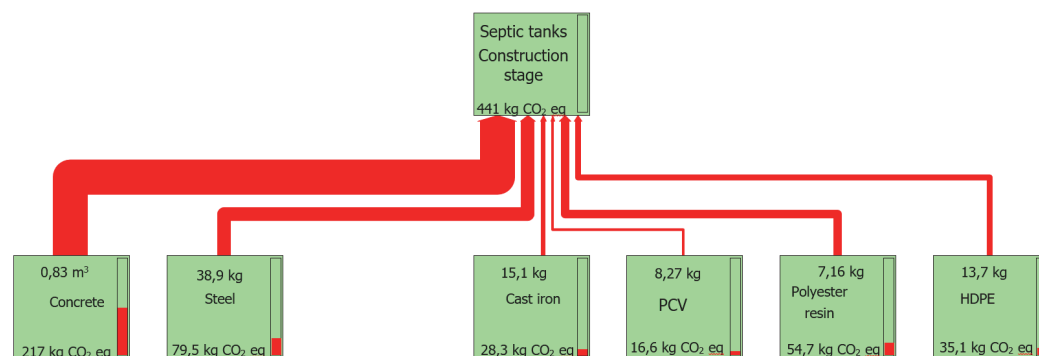 Septic tanks
Construction
stage
441 kg CO₂ eq
0,83 m³
Concrete
217 kg CO₂ eq
38,9 kg
Steel
79,5 kg CO₂ eq
15,1 kg
Cast iron
28,3 kg CO₂ eq
8,27 kg
PCV
16,6 kg CO₂ eq
7,16 kg
Polyester
resin
54,7 kg CO₂ eq
13,7 kg
HDPE
35,1 kg CO₂ eq